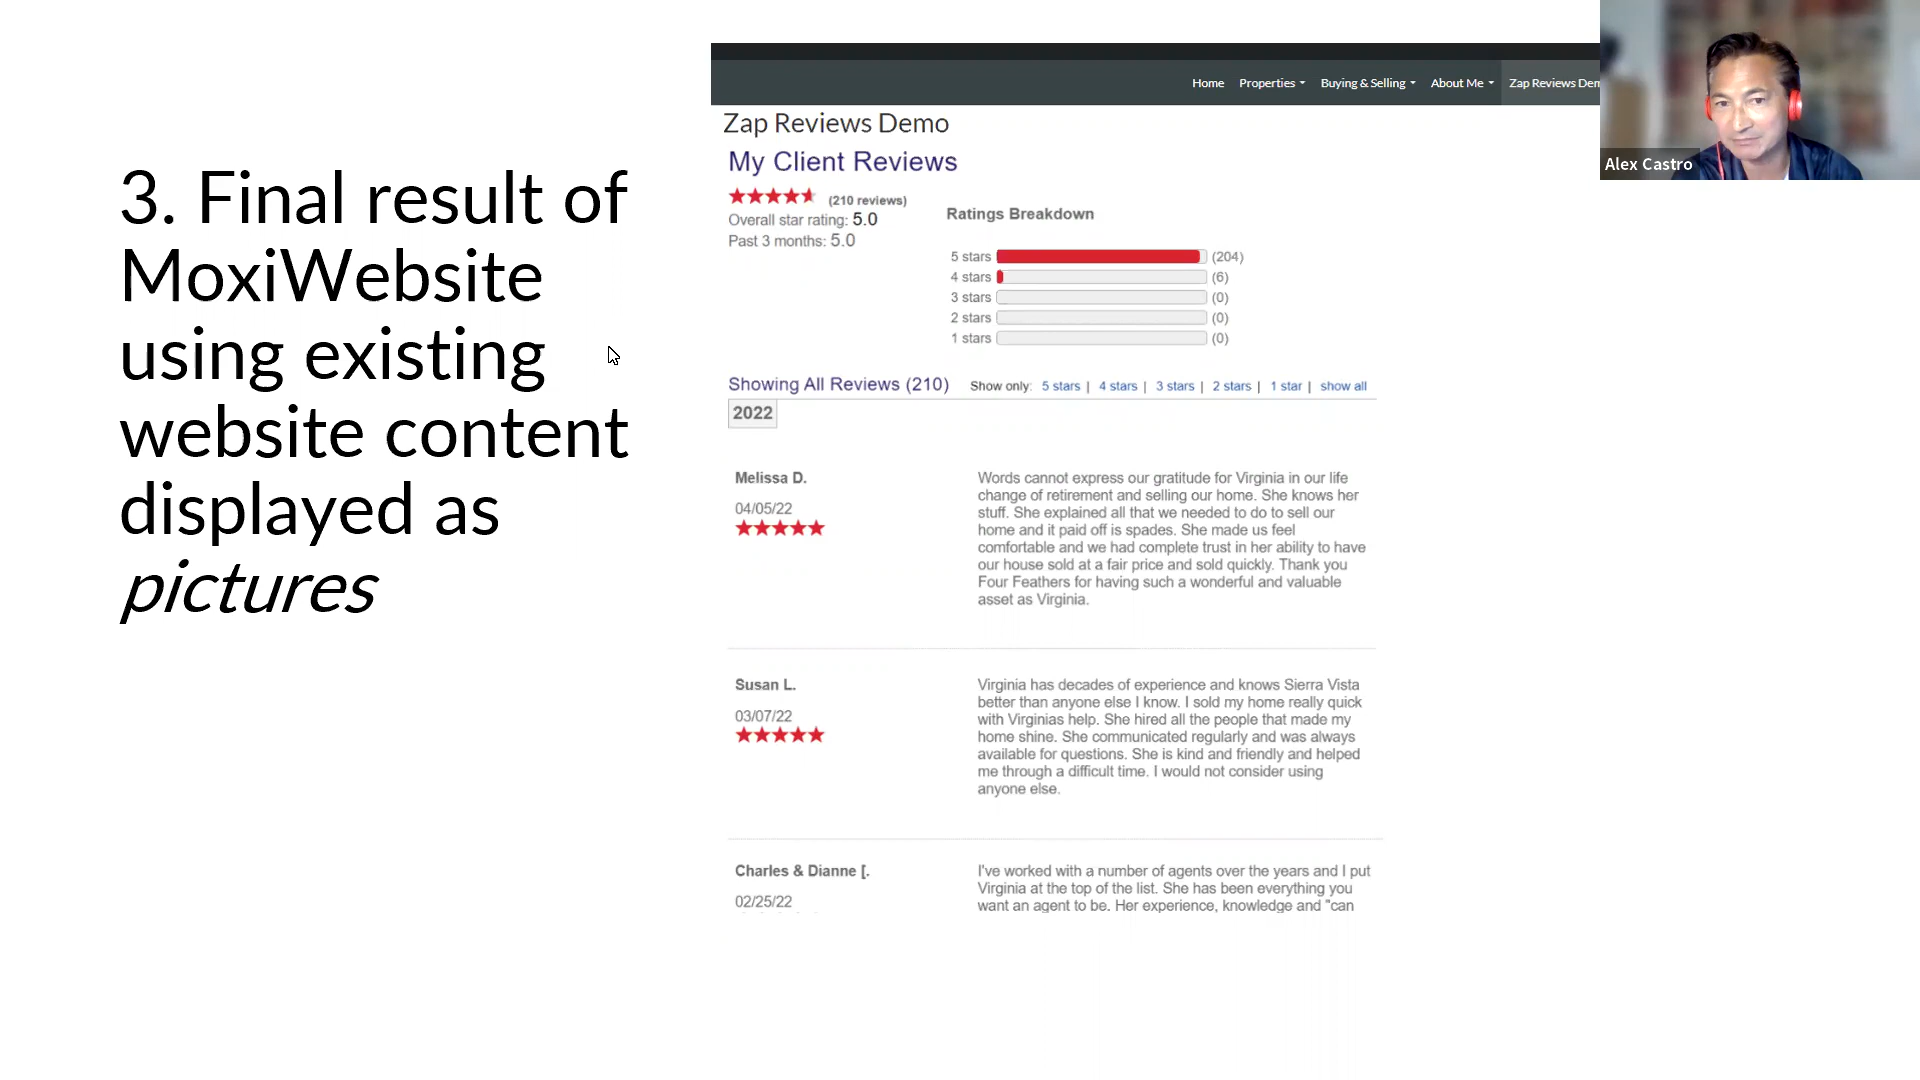 3. Final result of
MoxiWebsite
using existing
website content
displayed as
pictures
Home Properties Buying & Selling About Me Zap Reviews Dem
Alex Castro
Zap Reviews Demo
My Client Reviews
(210 reviews)
Overall star rating: 5.0
Past 3 months: 5.0
Ratings Breakdown
5 stars (204)
4 stars (6)
3 stars (0)
2 stars (0)
1 stars (0)
Showing All Reviews (210) Show only: 5 stars | 4 stars | 3 stars | 2 stars | 1 star | show all
2022
Melissa D.
04/05/22
Words cannot express our gratitude for Virginia in our life
change of retirement and selling our home. She knows her
stuff. She explained all that we needed to do to sell our
home and it paid off is spades. She made us feel
comfortable and we had complete trust in her ability to have
our house sold at a fair price and sold quickly. Thank you
Four Feathers for having such a wonderful and valuable
asset as Virginia.
Susan L.
03/07/22
Virginia has decades of experience and knows Sierra Vista
better than anyone else I know. I sold my home really quick
with Virginias help. She hired all the people that made my
home shine. She communicated regularly and was always
available for questions. She is kind and friendly and helped
me through a difficult time. I would not consider using
anyone else.
Charles & Dianne [.
02/25/22
I've worked with a number of agents over the years and I put
Virginia at the top of the list. She has been everything you
want an agent to be. Her experience, knowledge and "can